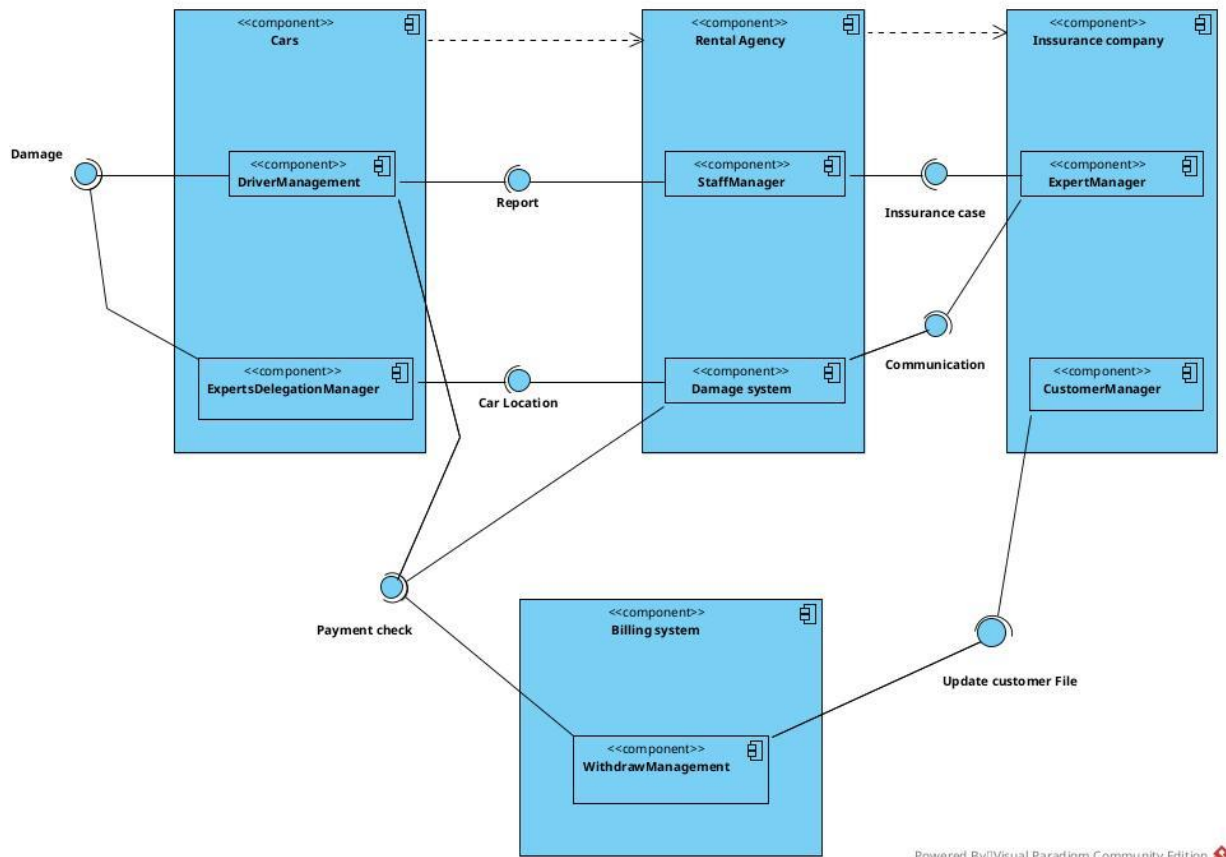 <<component>>
Cars
<<component>>
Rental Agency
<<component>>
Inssurance company
Damage
<<component>>
DriverManagement
Report
<<component>>
StaffManager
Inssurance case
<<component>>
ExpertManager
<<component>>
ExpertsDelegationManager
Car Location
<<component>>
Damage system
Communication
<<component>>
CustomerManager
Payment check
<<component>>
Billing system
Update customer File
<<component>>
WithdrawManagement
Powered By Visual Paradigm Community Edition